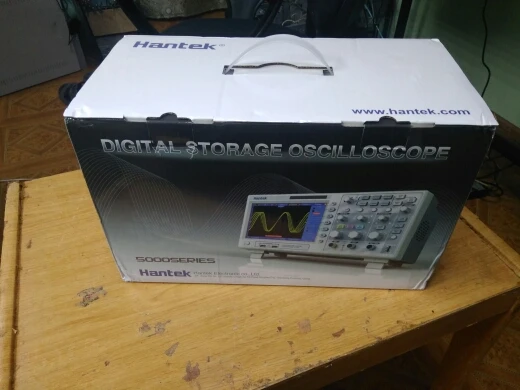 Hantek®
www.hantek.com
DIGITAL STORAGE OSCILLOSCOPE
5000SERIES
Hantek